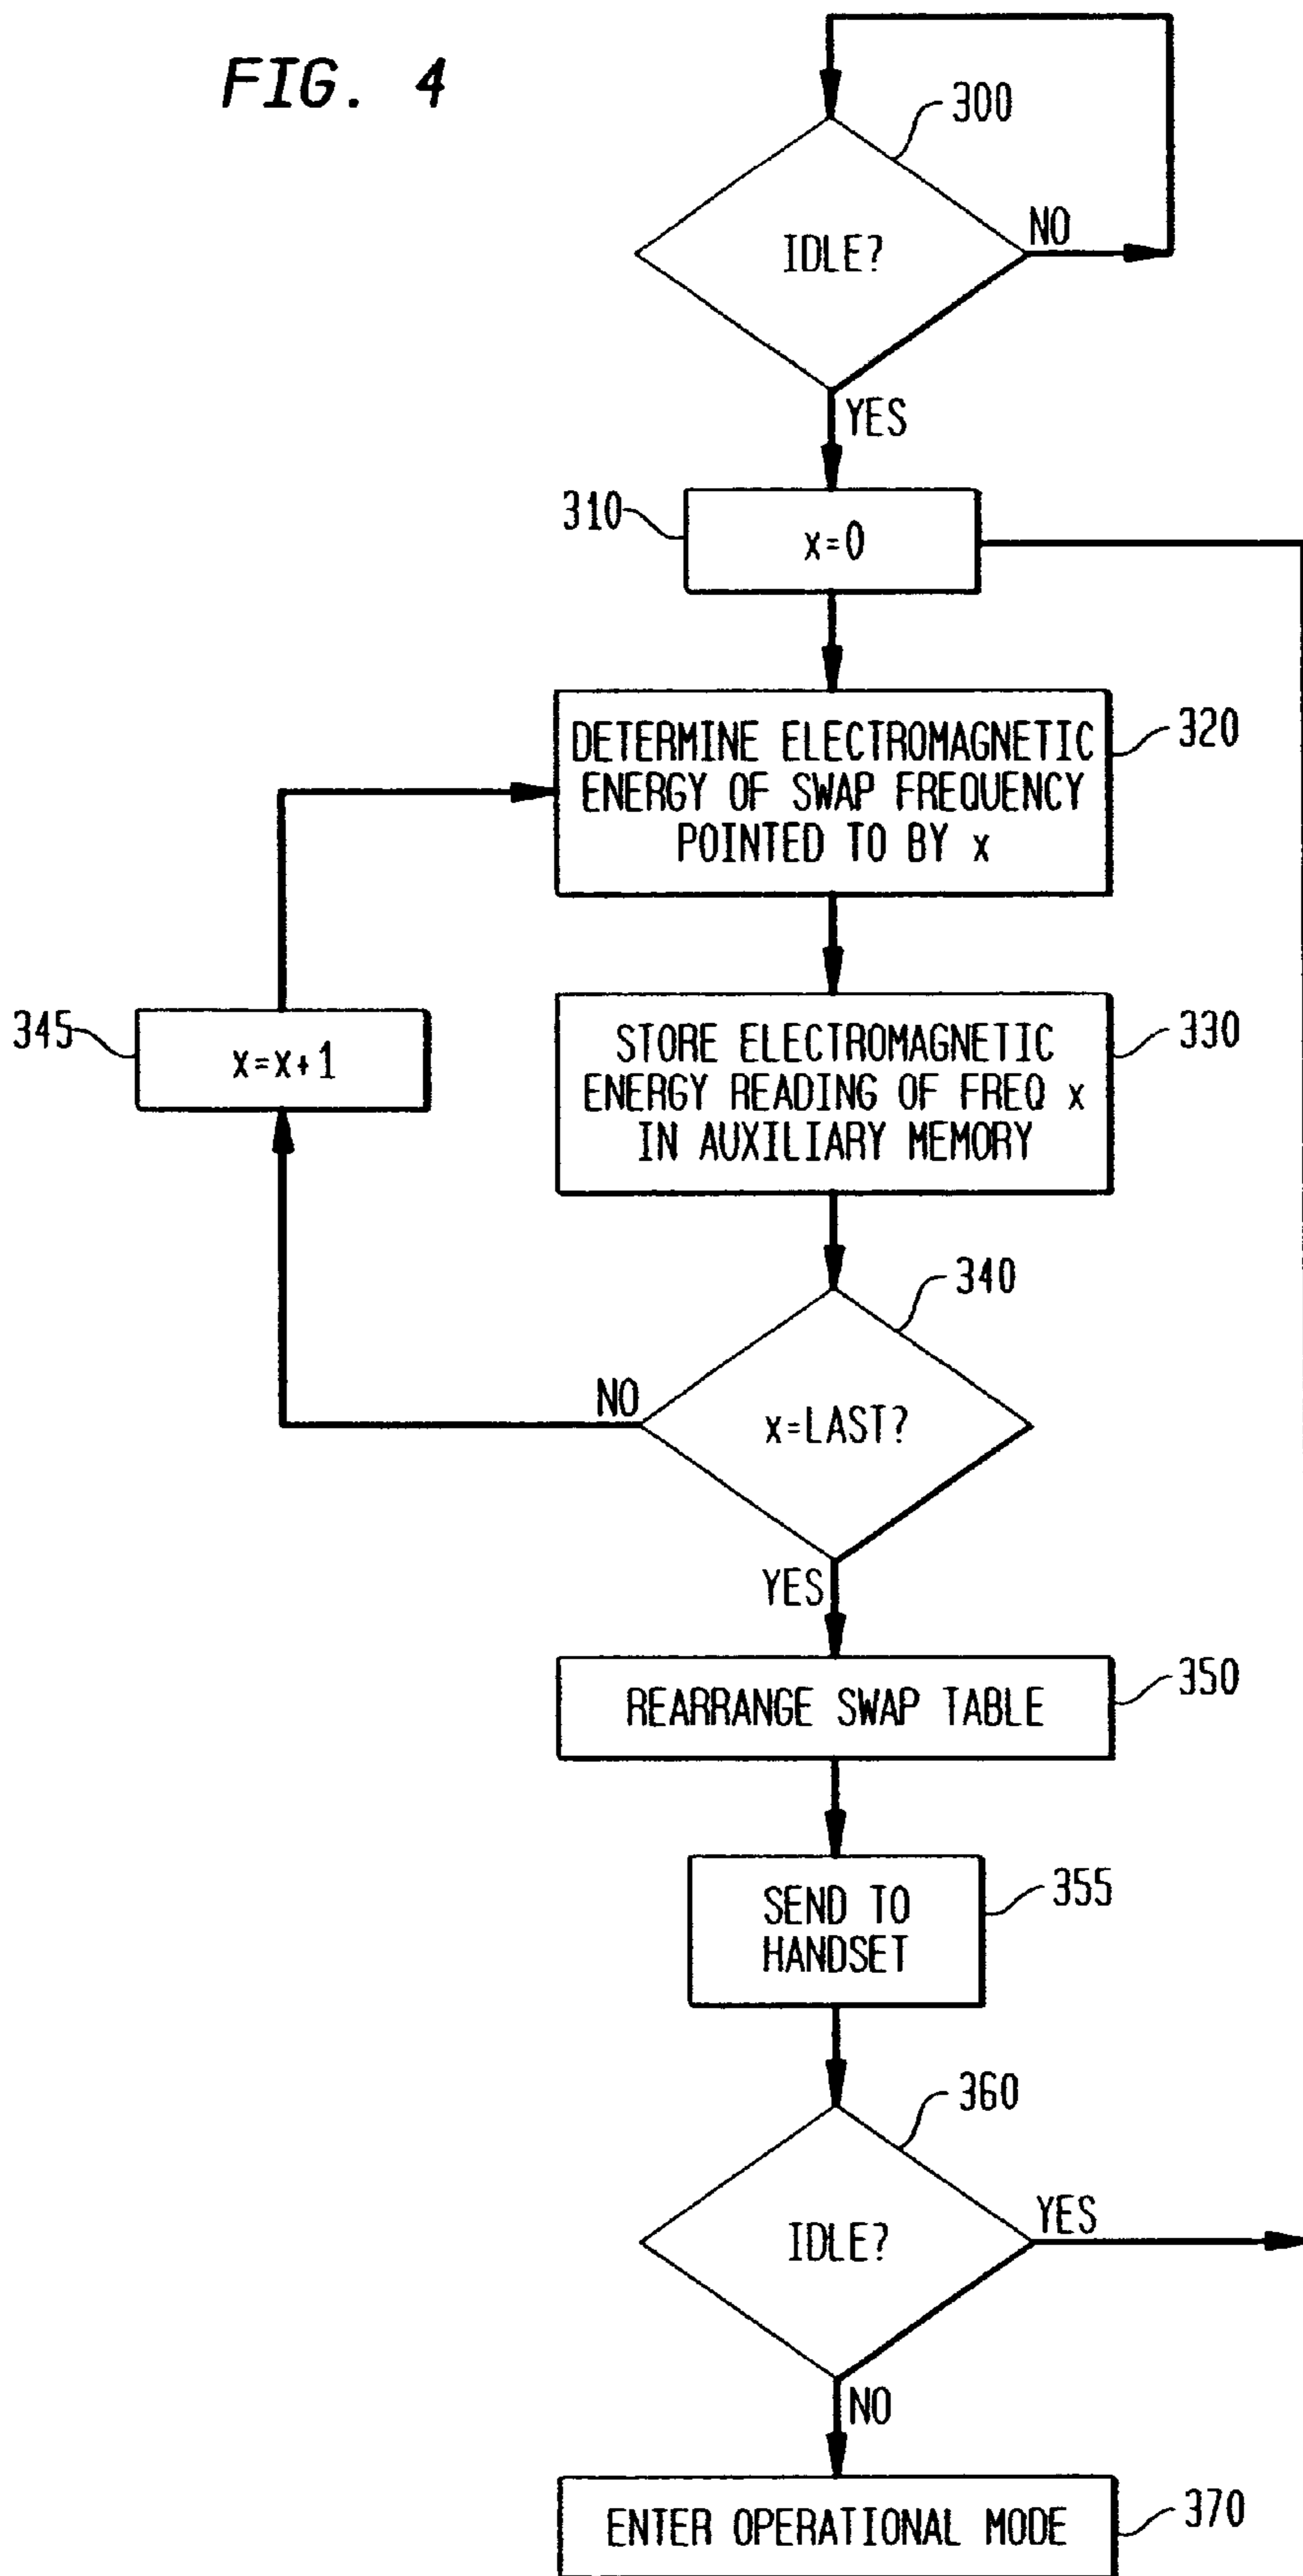 FIG. 4
300
IDLE?
NO
YES
310
x=0
DETERMINE ELECTROMAGNETIC
ENERGY OF SWAP FREQUENCY
POINTED TO BY x
320
345
x=x+1
STORE ELECTROMAGNETIC
ENERGY READING OF FREQ x
IN AUXILIARY MEMORY
330
340
NO
x=LAST?
YES
REARRANGE SWAP TABLE
350
SEND TO
HANDSET
355
360
IDLE?
YES
NO
ENTER OPERATIONAL MODE
370